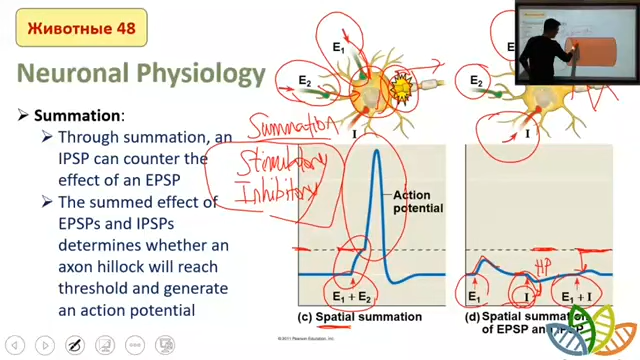 Животные 48
Neuronal Physiology
➢ Summation:
❖ Through summation, an
IPSP can counter the
effect of an EPSP
❖ The summed effect of
EPSPs and IPSPs
determines whether an
axon hillock will reach
threshold and generate
an action potential
E1
E2
I
Summation
Stimulatory
Inhibitory
Action
potential
E1 + E2
(c) Spatial summation
E2
I
HP
E1
I
E1 + I
(d) Spatial summation
of EPSP and IPSP
©2011 Pearson Education, Inc.